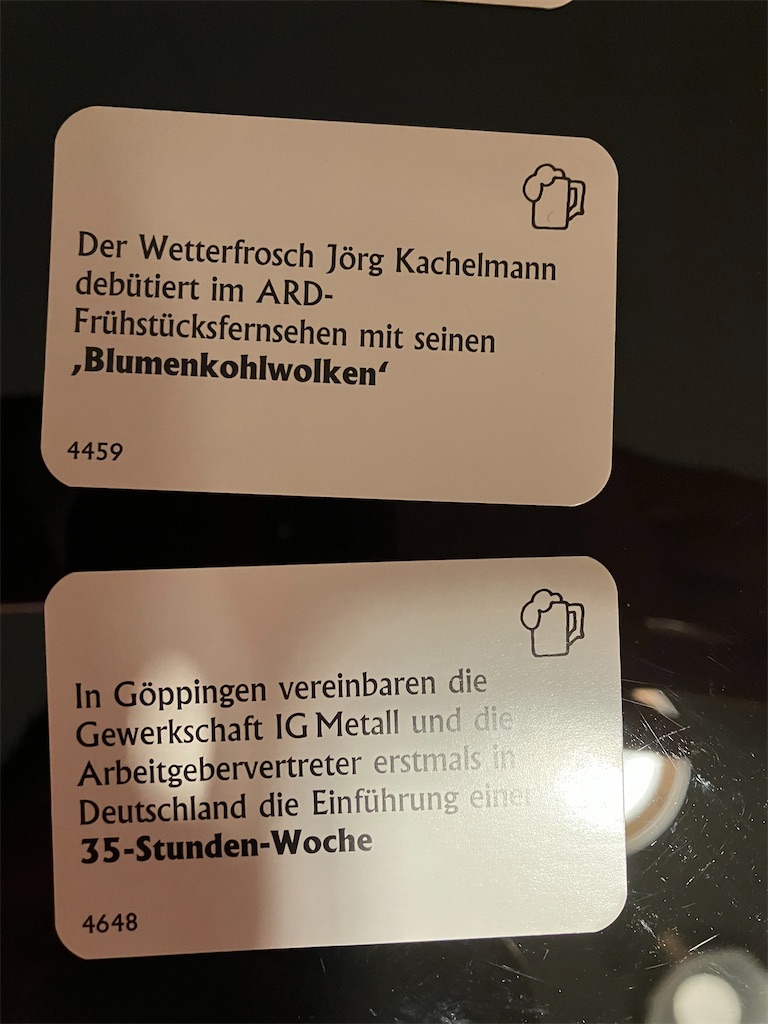 Der Wetterfrosch Jörg Kachelmann
debütiert im ARD-
Frühstücksfernsehen mit seinen
‚Blumenkohlwolken‘
4459
In Göppingen vereinbaren die
Gewerkschaft IG Metall und die
Arbeitgebervertreter erstmals in
Deutschland die Einführung einer
35-Stunden-Woche
4648